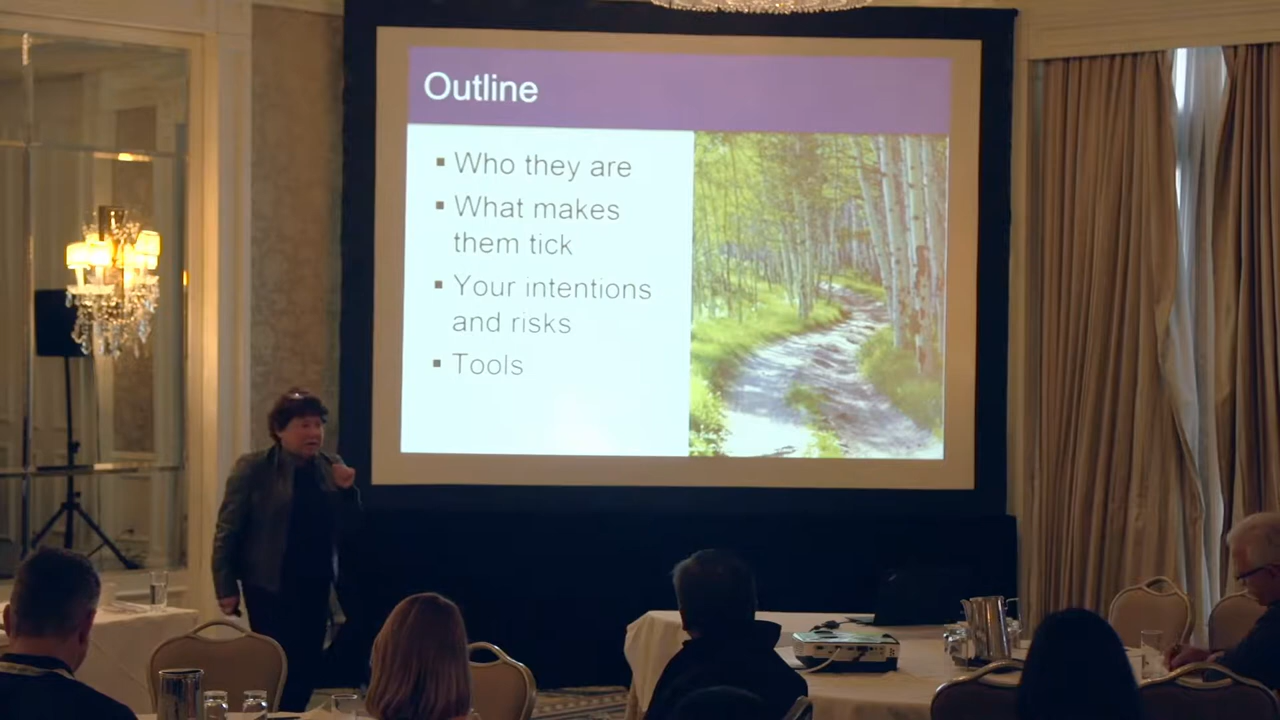 Outline
▪ Who they are
▪ What makes
them tick
▪ Your intentions
and risks
▪ Tools